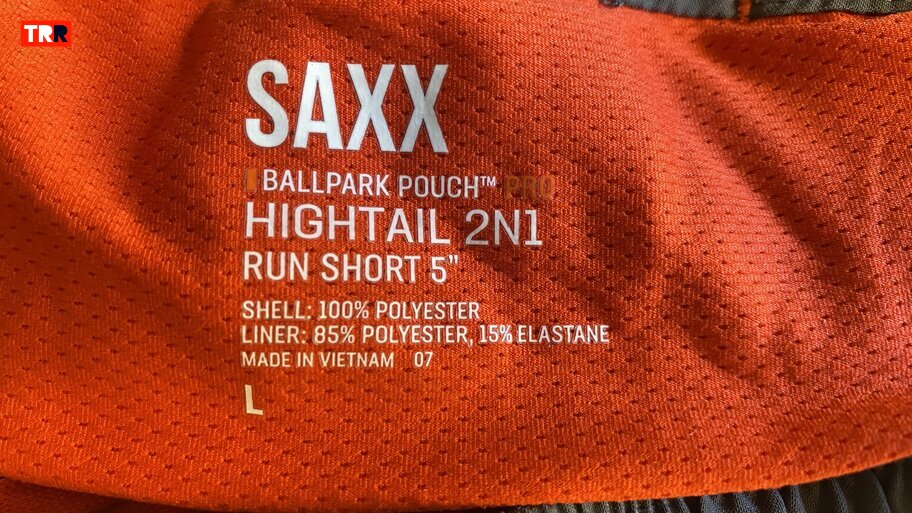 TRR
SAXX
BALLPARK POUCH™ PRO
HIGHTAIL 2N1
RUN SHORT 5"
SHELL: 100% POLYESTER
LINER: 85% POLYESTER, 15% ELASTANE
MADE IN VIETNAM 07
L